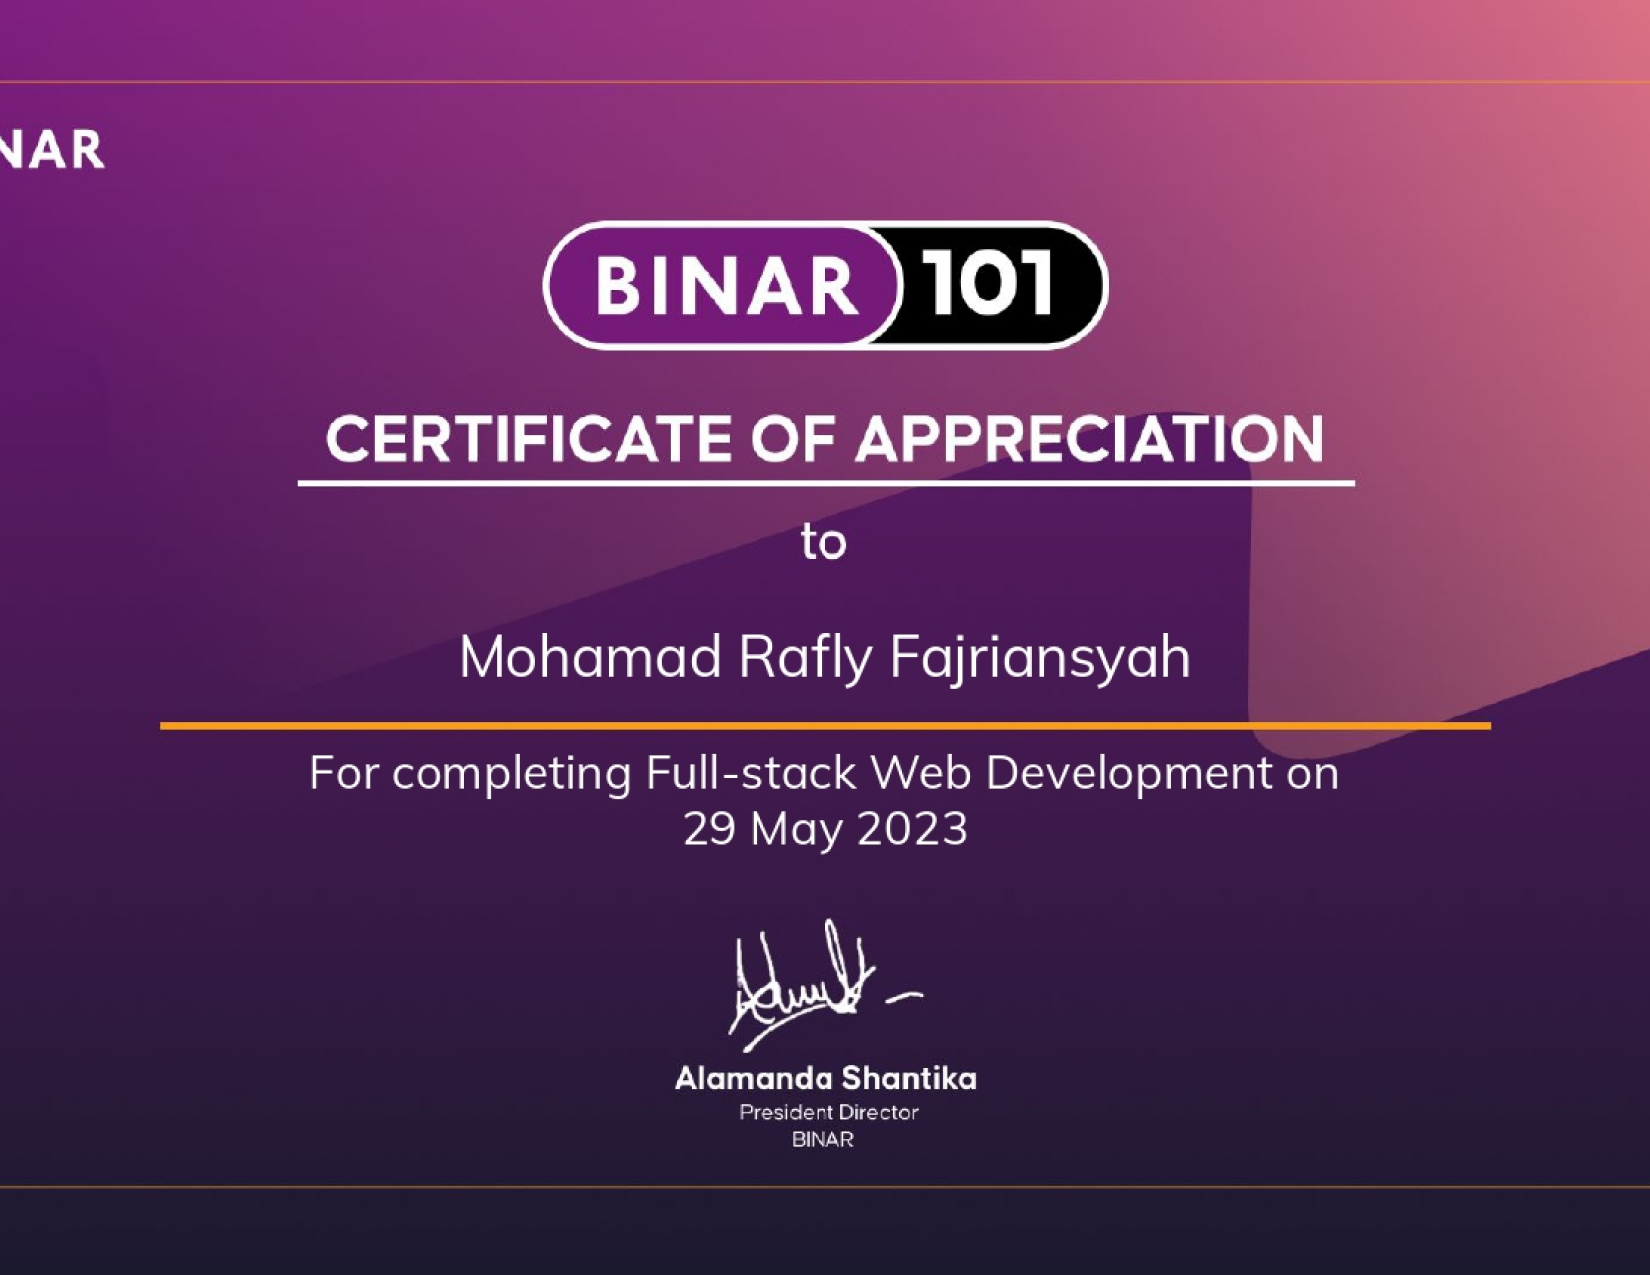 NAR
BINAR 101
CERTIFICATE OF APPRECIATION
to
Mohamad Rafly Fajriansyah
For completing Full-stack Web Development on
29 May 2023
Alamanda Shantika
President Director
BINAR